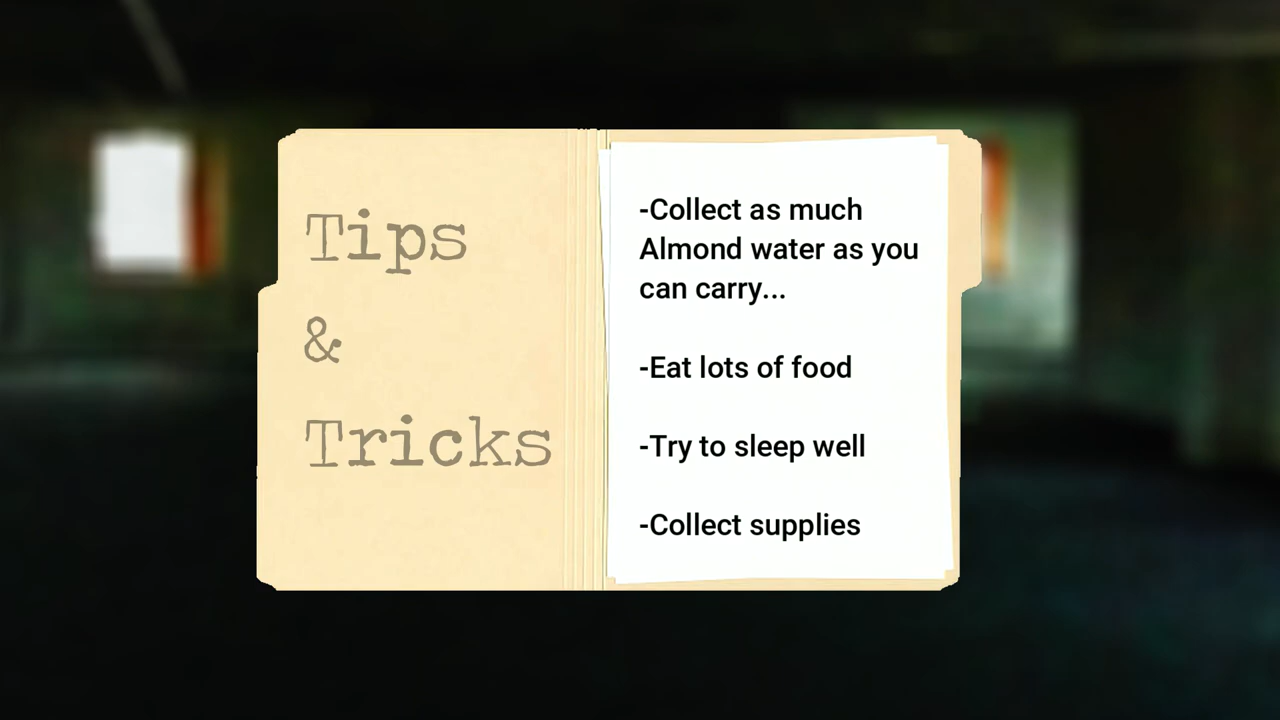 Tips
&
Tricks
-Collect as much
Almond water as you
can carry...
-Eat lots of food
-Try to sleep well
-Collect supplies